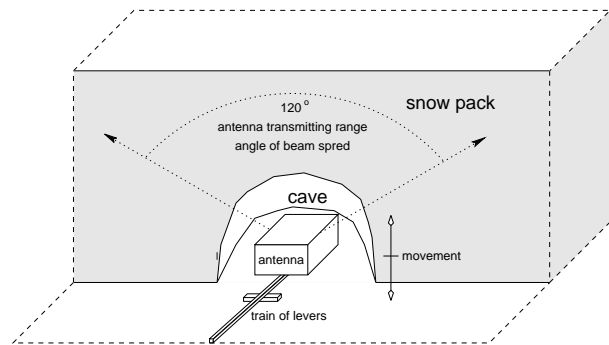 120°
snow pack
antenna transmitting range
angle of beam spred
cave
antenna
movement
train of levers